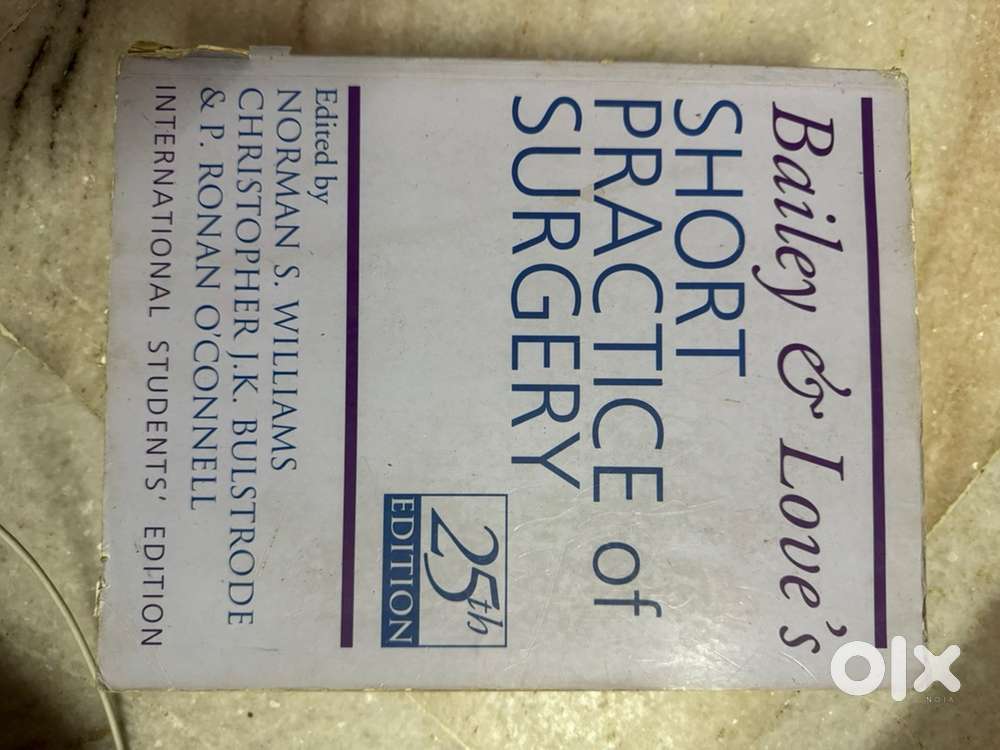 Bailey & Love's
SHORT
PRACTICE of
SURGERY
25th
EDITION
Edited by
NORMAN S. WILLIAMS
CHRISTOPHER J.K. BULSTRODE
& P. RONAN O'CONNELL
INTERNATIONAL STUDENTS' EDITION
olx
INDIA